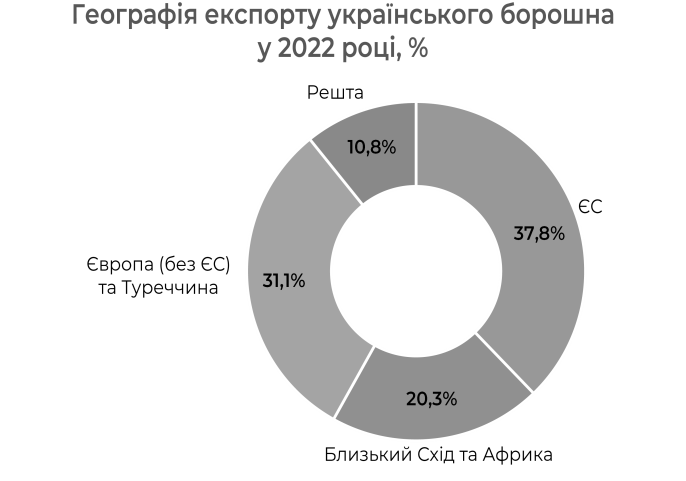 Географія експорту українського борошна
у 2022 році, %
Решта
10,8%
ЄС
37,8%
Європа (без ЄС)
та Туреччина
31,1%
20,3%
Близький Схід та Африка